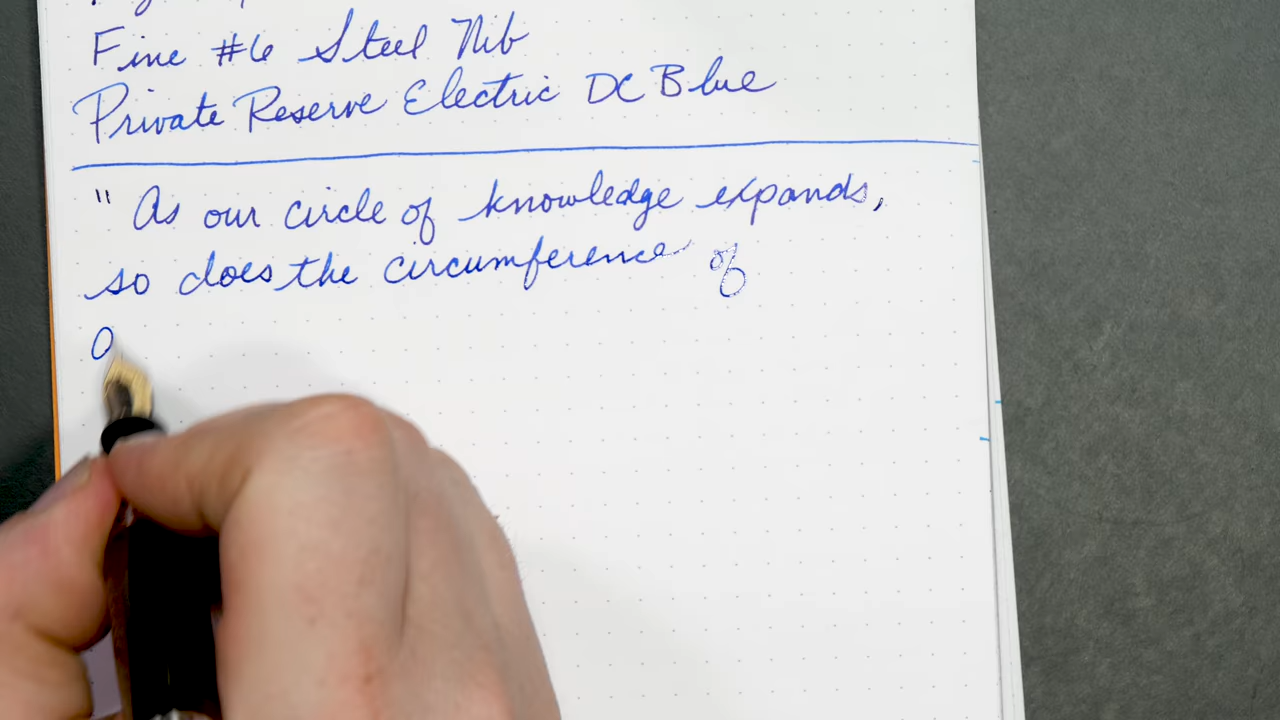 Fine #6 Steel Nib
Private Reserve Electric DC Blue
" As our circle of knowledge expands,
so does the circumference of